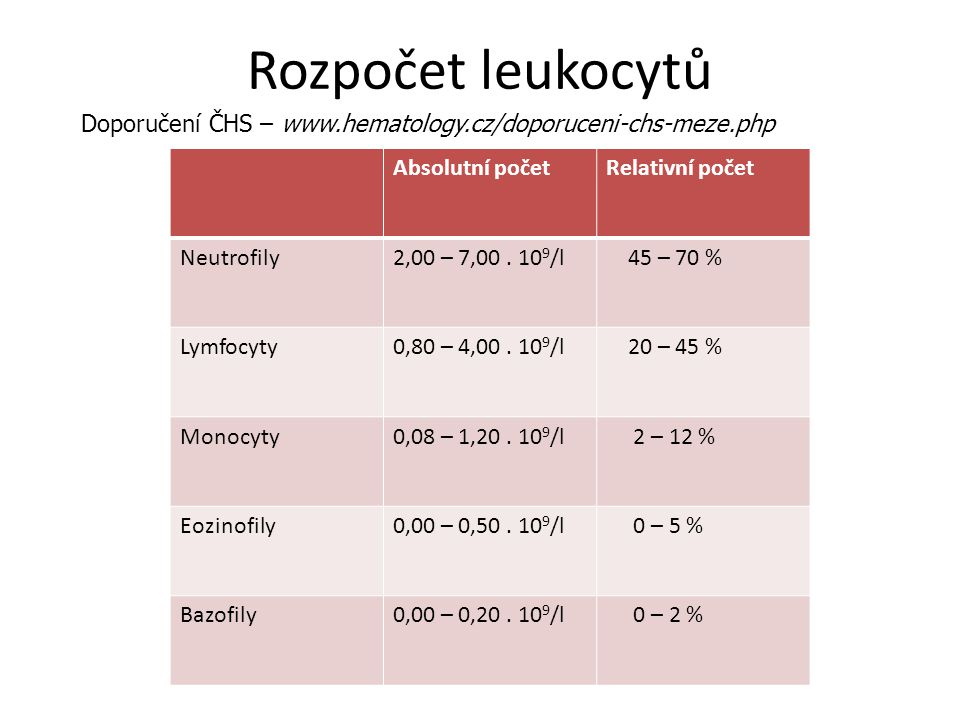 Rozpočet leukocytů
Doporučení ČHS – www.hematology.cz/doporuceni-chs-meze.php
Absolutní počet Relativní počet
Neutrofily 2,00 – 7,00 . 10⁹/l 45 – 70 %
Lymfocyty 0,80 – 4,00 . 10⁹/l 20 – 45 %
Monocyty 0,08 – 1,20 . 10⁹/l 2 – 12 %
Eozinofily 0,00 – 0,50 . 10⁹/l 0 – 5 %
Bazofily 0,00 – 0,20 . 10⁹/l 0 – 2 %